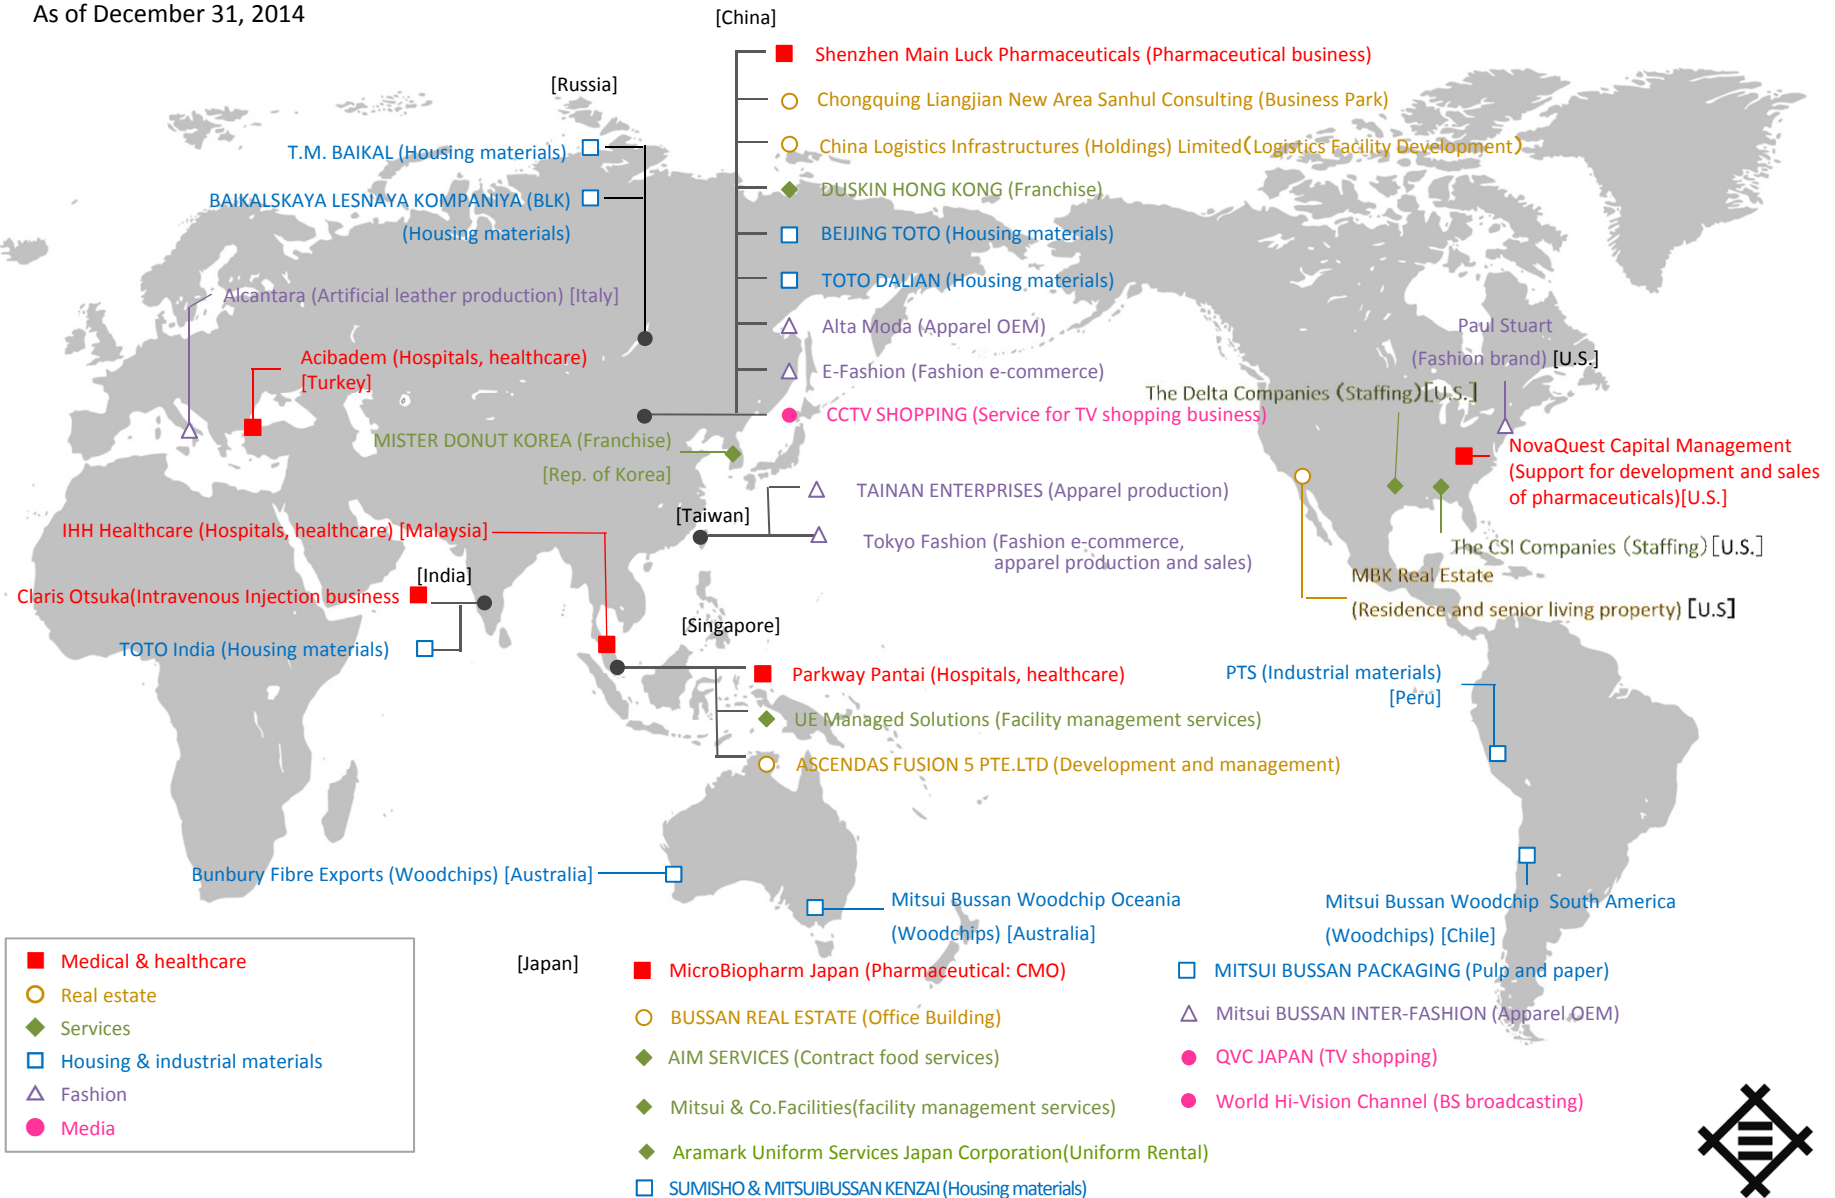 As of December 31, 2014
[China]
Shenzhen Main Luck Pharmaceuticals (Pharmaceutical business)
Chongquing Liangjian New Area Sanhul Consulting (Business Park)
China Logistics Infrastructures (Holdings) Limited(Logistics Facility Development)
DUSKIN HONG KONG (Franchise)
BEIJING TOTO (Housing materials)
TOTO DALIAN (Housing materials)
Alta Moda (Apparel OEM)
E-Fashion (Fashion e-commerce)
CCTV SHOPPING (Service for TV shopping business)
[Russia]
T.M. BAIKAL (Housing materials)
BAIKALSKAYA LESNAYA KOMPANIYA (BLK)
(Housing materials)
Alcantara (Artificial leather production) [Italy]
Acibadem (Hospitals, healthcare)
[Turkey]
MISTER DONUT KOREA (Franchise)
[Rep. of Korea]
[Taiwan]
TAINAN ENTERPRISES (Apparel production)
Tokyo Fashion (Fashion e-commerce,
apparel production and sales)
IHH Healthcare (Hospitals, healthcare) [Malaysia]
[India]
Claris Otsuka(Intravenous Injection business
TOTO India (Housing materials)
[Singapore]
Parkway Pantai (Hospitals, healthcare)
UE Managed Solutions (Facility management services)
ASCENDAS FUSION 5 PTE.LTD (Development and management)
Paul Stuart
(Fashion brand) [U.S.]
The Delta Companies (Staffing)[U.S.]
NovaQuest Capital Management
(Support for development and sales
of pharmaceuticals)[U.S.]
The CSI Companies (Staffing) [U.S.]
MBK Real Estate
(Residence and senior living property) [U.S]
PTS (Industrial materials)
[Peru]
Bunbury Fibre Exports (Woodchips) [Australia]
Mitsui Bussan Woodchip Oceania
(Woodchips) [Australia]
Mitsui Bussan Woodchip South America
(Woodchips) [Chile]
Medical & healthcare
Real estate
Services
Housing & industrial materials
Fashion
Media
[Japan]
MicroBiopharm Japan (Pharmaceutical: CMO)
BUSSAN REAL ESTATE (Office Building)
AIM SERVICES (Contract food services)
Mitsui & Co.Facilities(facility management services)
Aramark Uniform Services Japan Corporation(Uniform Rental)
SUMISHO & MITSUIBUSSAN KENZAI (Housing materials)
MITSUI BUSSAN PACKAGING (Pulp and paper)
Mitsui BUSSAN INTER-FASHION (Apparel OEM)
QVC JAPAN (TV shopping)
World Hi-Vision Channel (BS broadcasting)